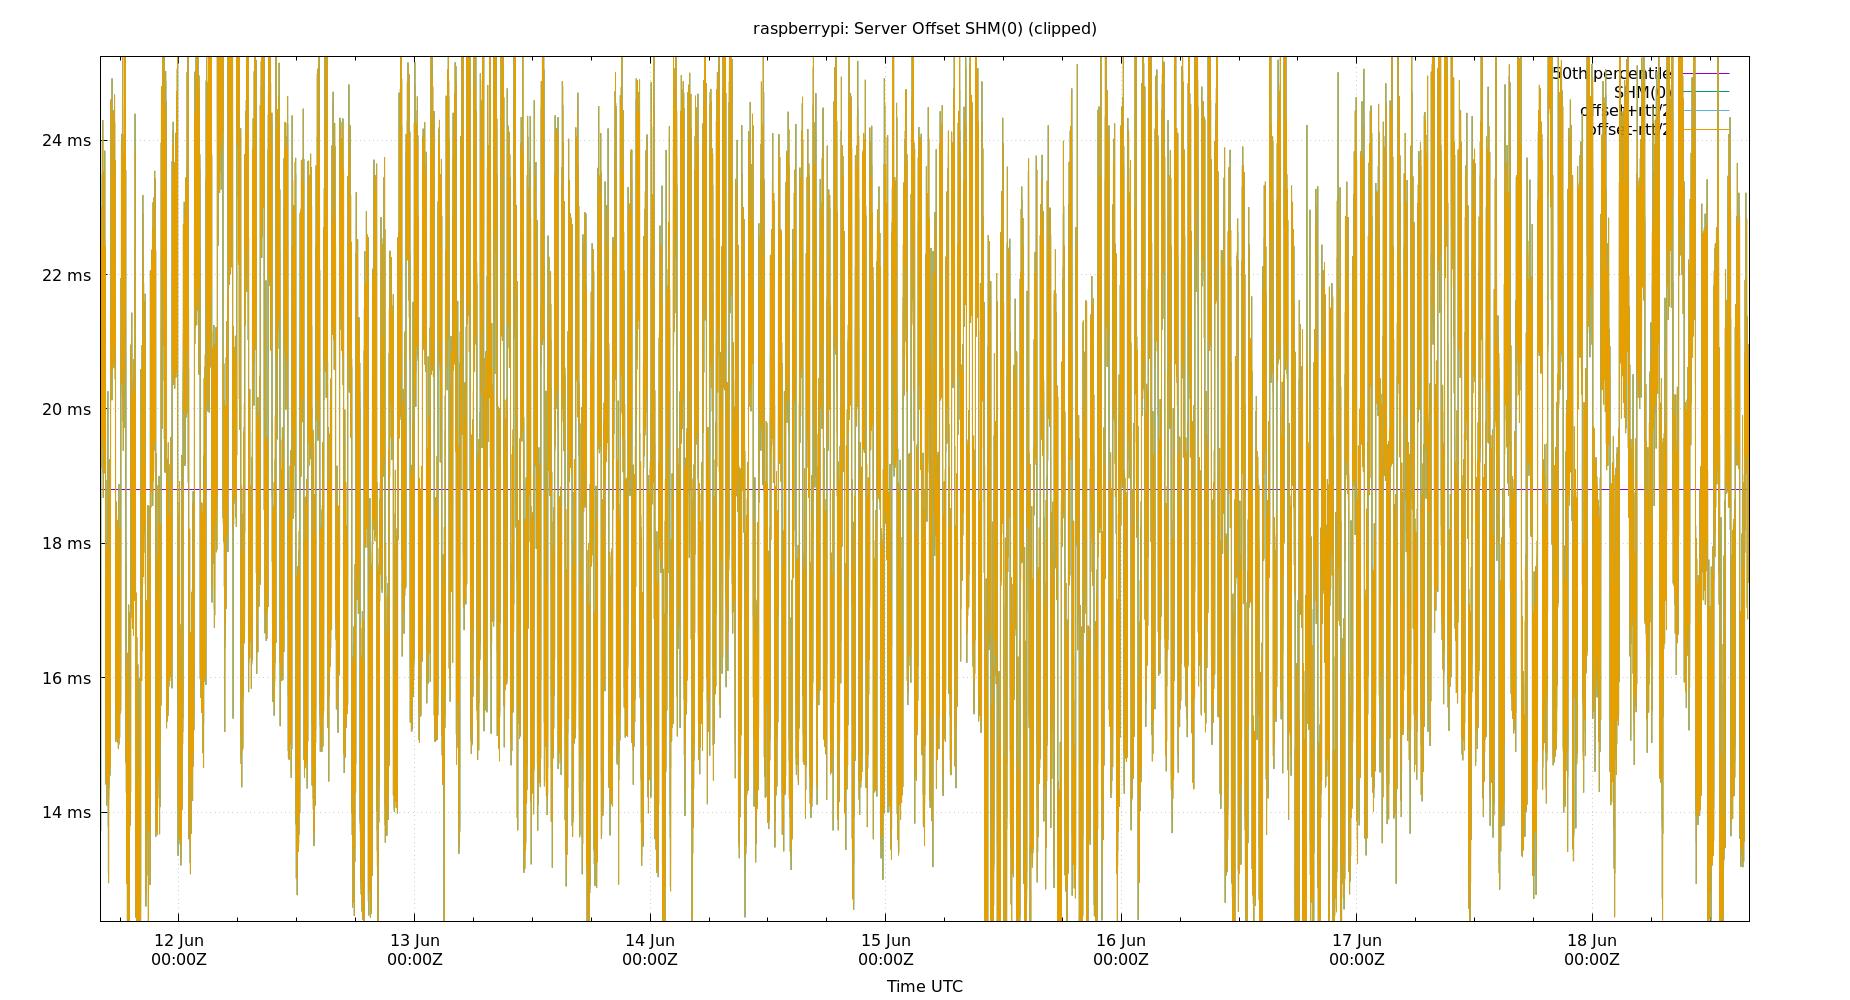 raspberrypi: Server Offset SHM(0) (clipped)
50th percentile
SHM(0)
offset+rtt/2
offset-rtt/2
24 ms
22 ms
20 ms
18 ms
16 ms
14 ms
12 Jun 13 Jun 14 Jun 15 Jun 16 Jun 17 Jun 18 Jun
00:00Z 00:00Z 00:00Z 00:00Z 00:00Z 00:00Z 00:00Z
Time UTC